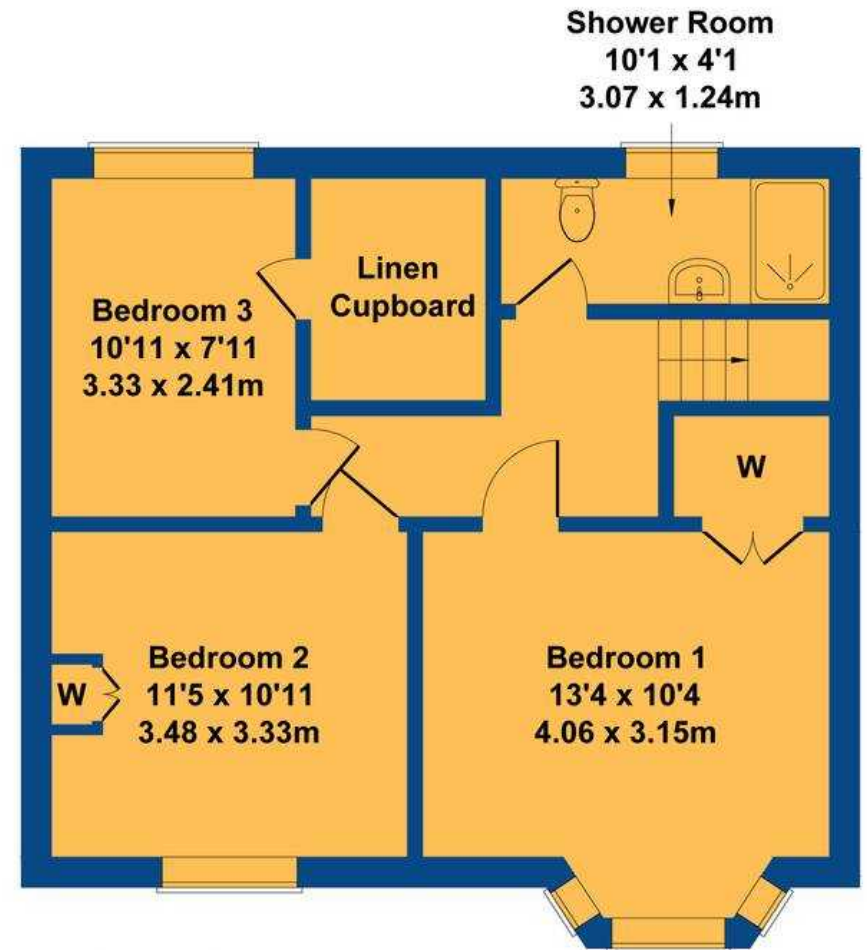 Shower Room
10'1 x 4'1
3.07 x 1.24m
Linen
Cupboard
Bedroom 3
10'11 x 7'11
3.33 x 2.41m
W
Bedroom 2
11'5 x 10'11
3.48 x 3.33m
W
Bedroom 1
13'4 x 10'4
4.06 x 3.15m